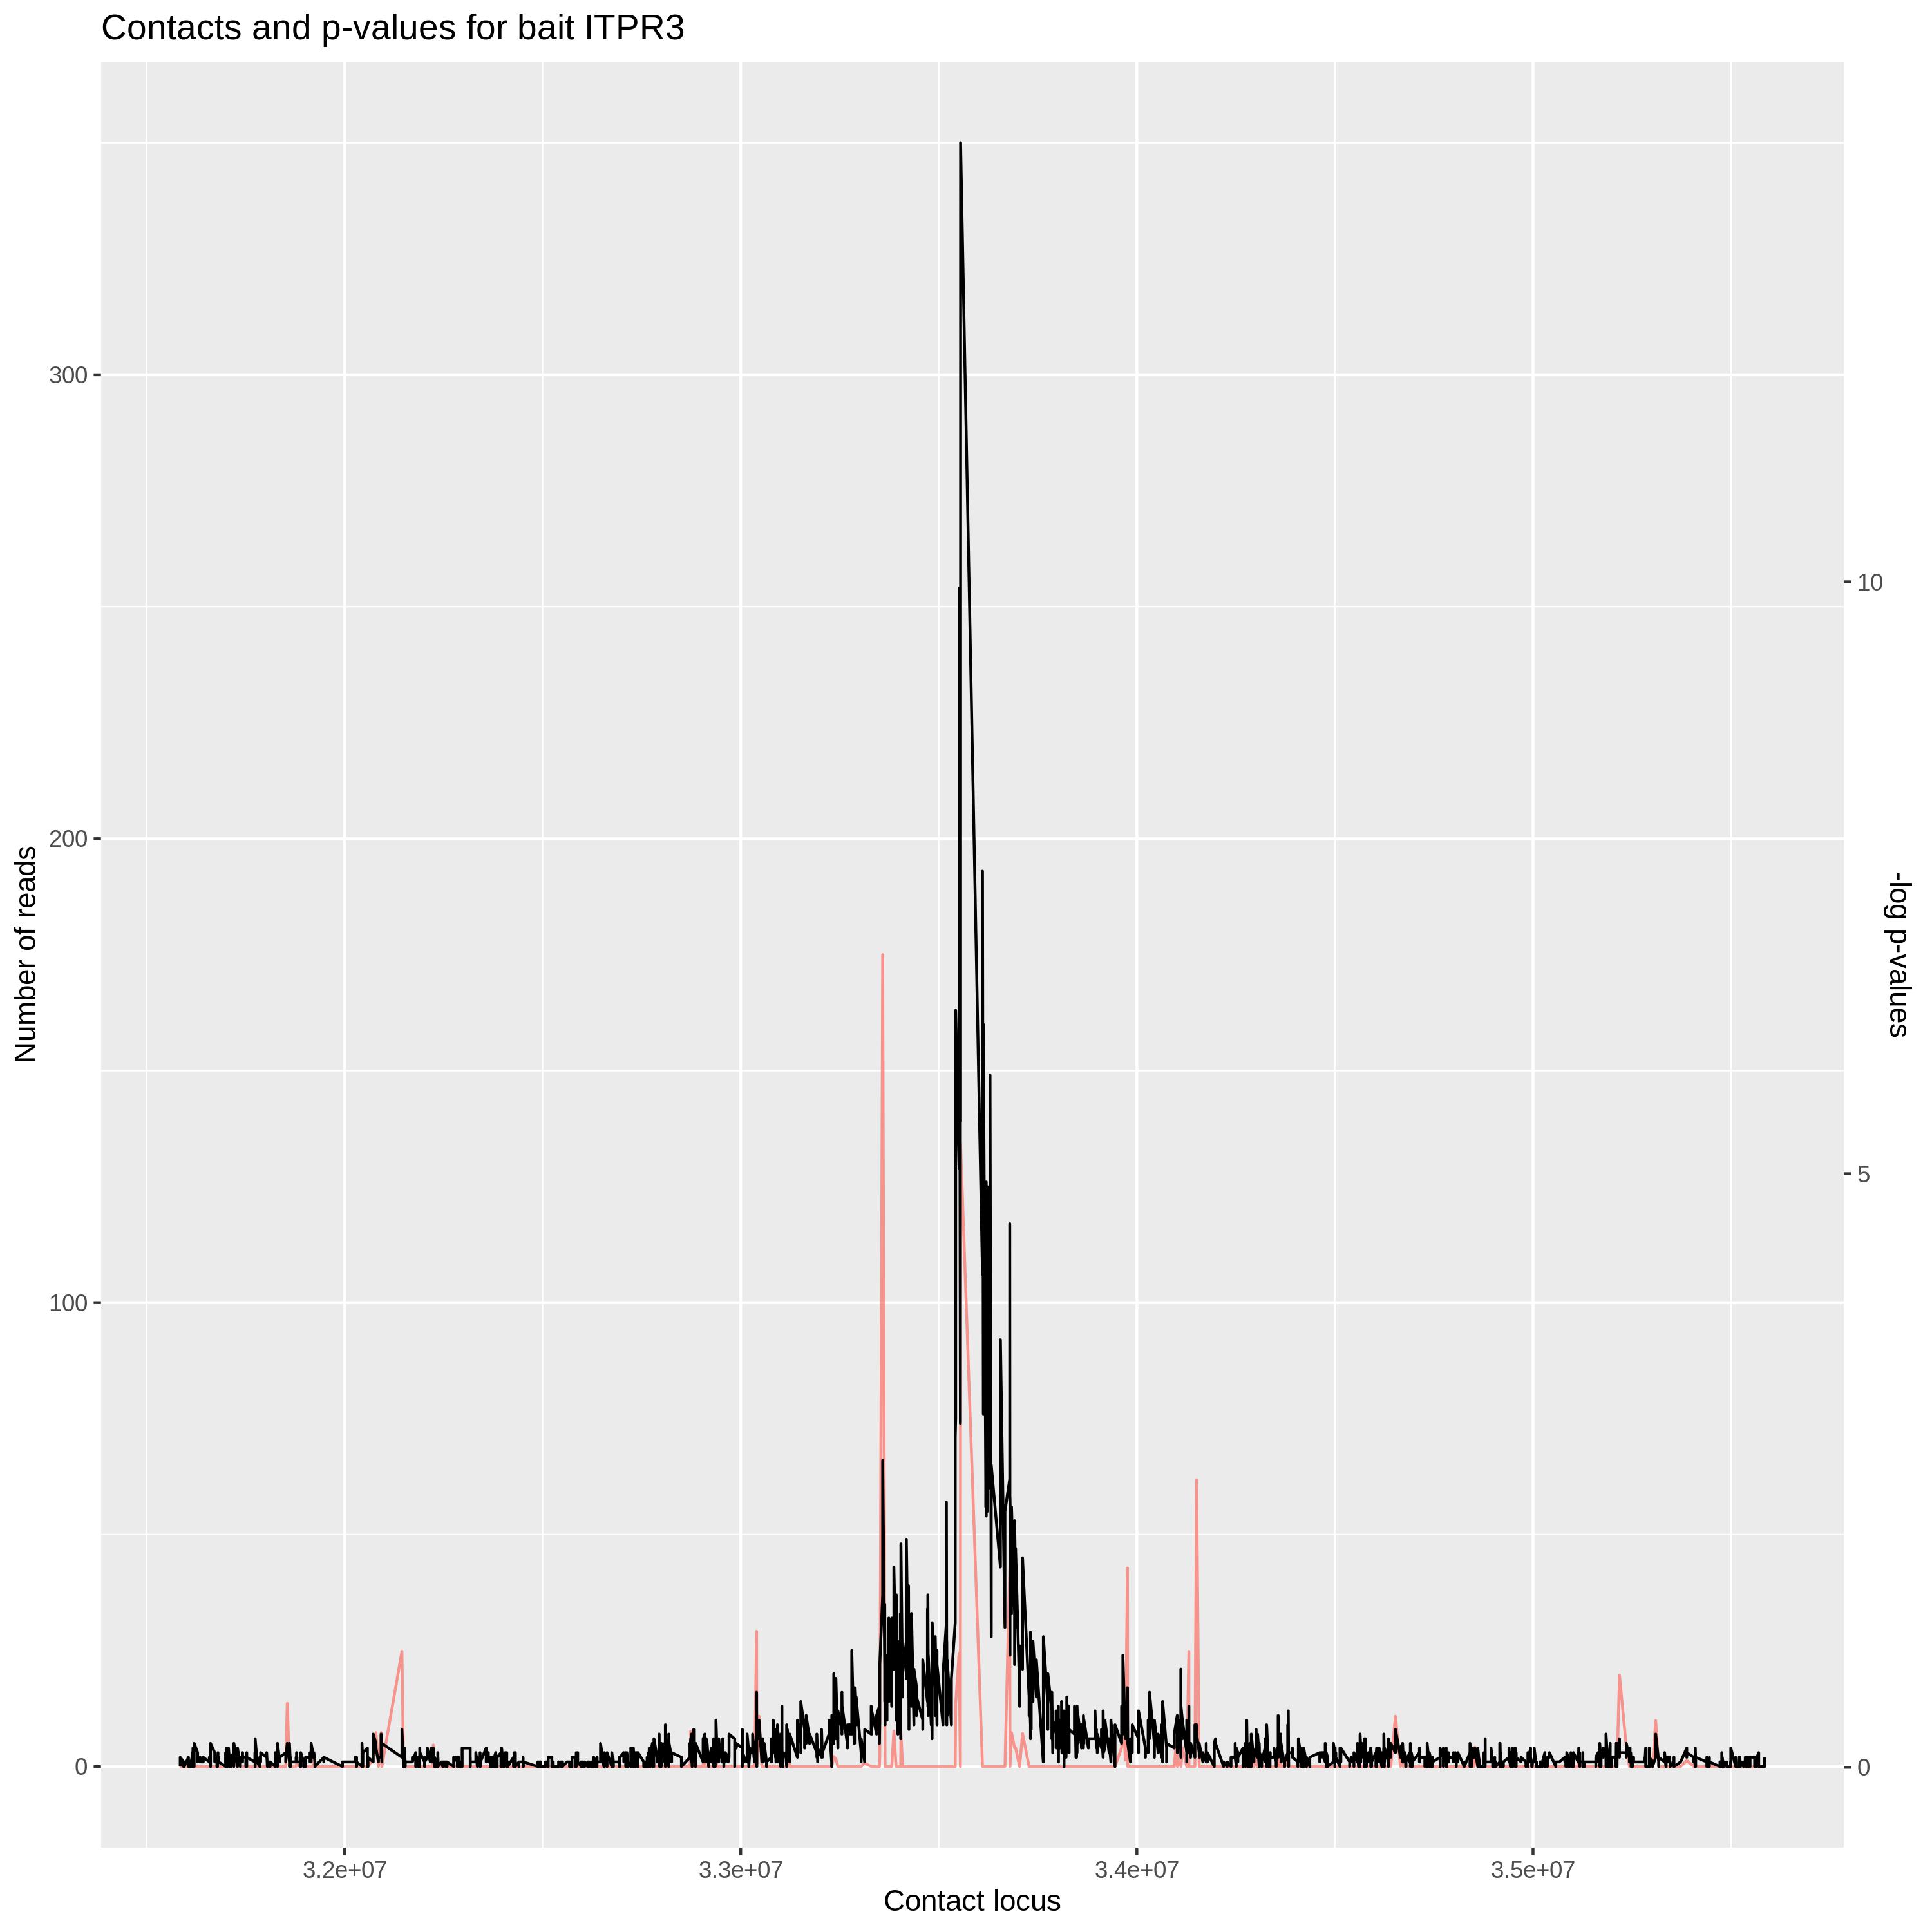 Contacts and p-values for bait ITPR3
300
200
100
0
Number of reads
10
5
0
-log p-values
3.2e+07
3.3e+07
3.4e+07
3.5e+07
Contact locus